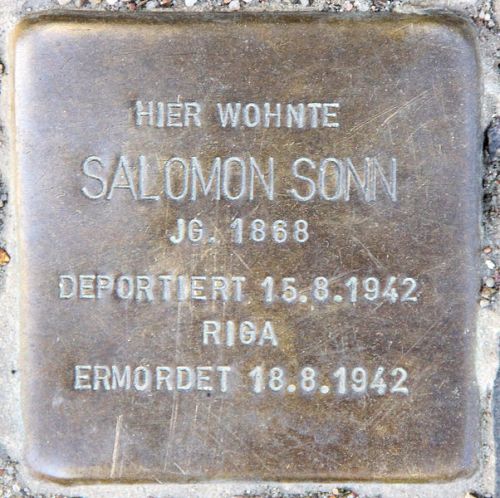 HIER WOHNTE
SALOMON SONN
JG. 1868
DEPORTIERT 15.8.1942
RIGA
ERMORDET 18.8.1942